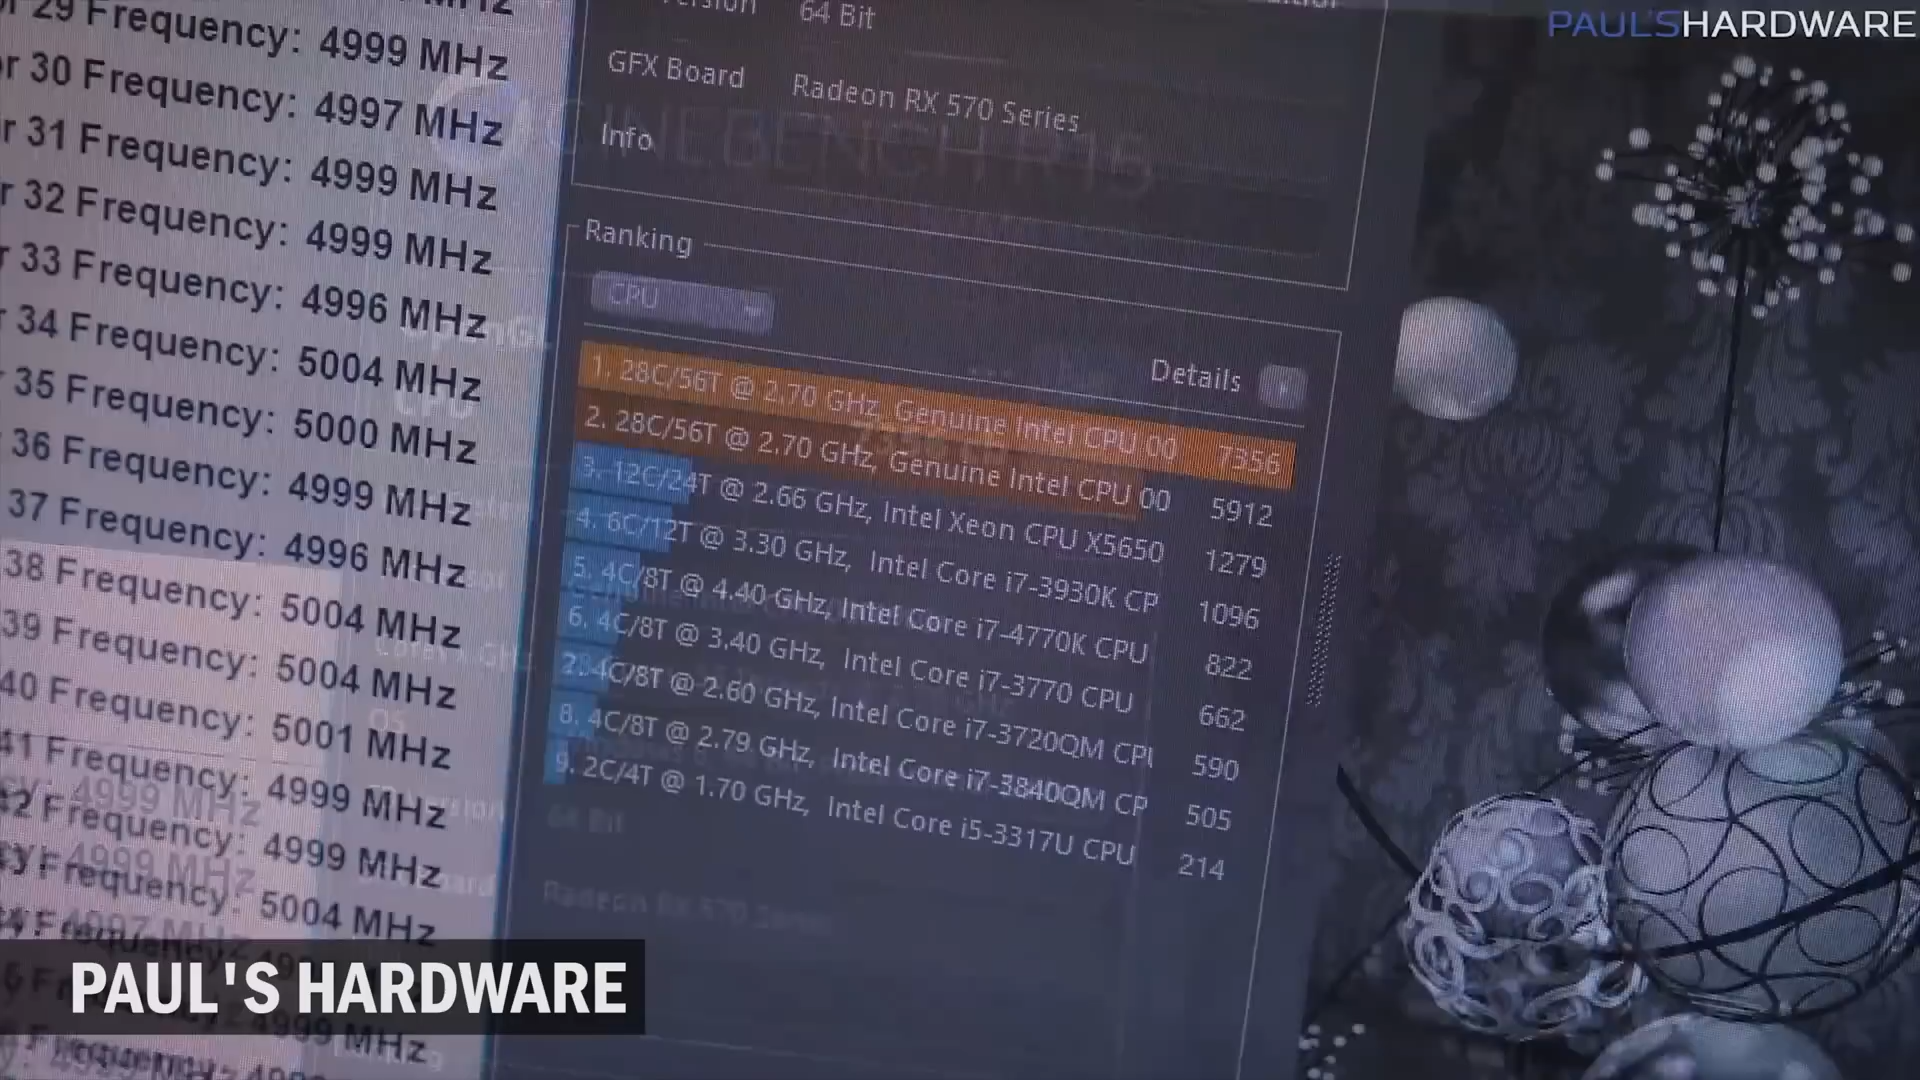 PAUL'SHARDWARE
29 Frequency: 4999 MHz
r 30 Frequency: 4997 MHz
r 31 Frequency: 4999 MHz
r 32 Frequency: 4999 MHz
r 33 Frequency: 4996 MHz
r 34 Frequency: 5004 MHz
r 35 Frequency: 5000 MHz
36 Frequency: 4999 MHz
37 Frequency: 4996 MHz
38 Frequency: 5004 MHz
39 Frequency: 5004 MHz
40 Frequency: 5001 MHz
41 Frequency: 4999 MHz
42 Frequency: 4999 MHz
Frequency: 5004 MHz
64 Bit
GFX Board Radeon RX 570 Series
Info
CINEBENCH R15
Ranking
CPU
Details
1. 28C/56T @ 2.70 GHz, Genuine Intel CPU 00 7356
2. 28C/56T @ 2.70 GHz, Genuine Intel CPU 00 5912
3. 12C/24T @ 2.66 GHz, Intel Xeon CPU X5650 1279
4. 6C/12T @ 3.30 GHz, Intel Core i7-3930K CP 1096
5. 4C/8T @ 4.40 GHz, Intel Core i7-4770K CPU 822
6. 4C/8T @ 3.40 GHz, Intel Core i7-3770 CPU 662
4C/8T @ 2.60 GHz, Intel Core i7-3720QM CPU 590
8. 4C/8T @ 2.79 GHz, Intel Core i7-3840QM CP 505
9. 2C/4T @ 1.70 GHz, Intel Core i5-3317U CPU 214
64 Bit
Radeon RX 570 Series
PAUL'S HARDWARE